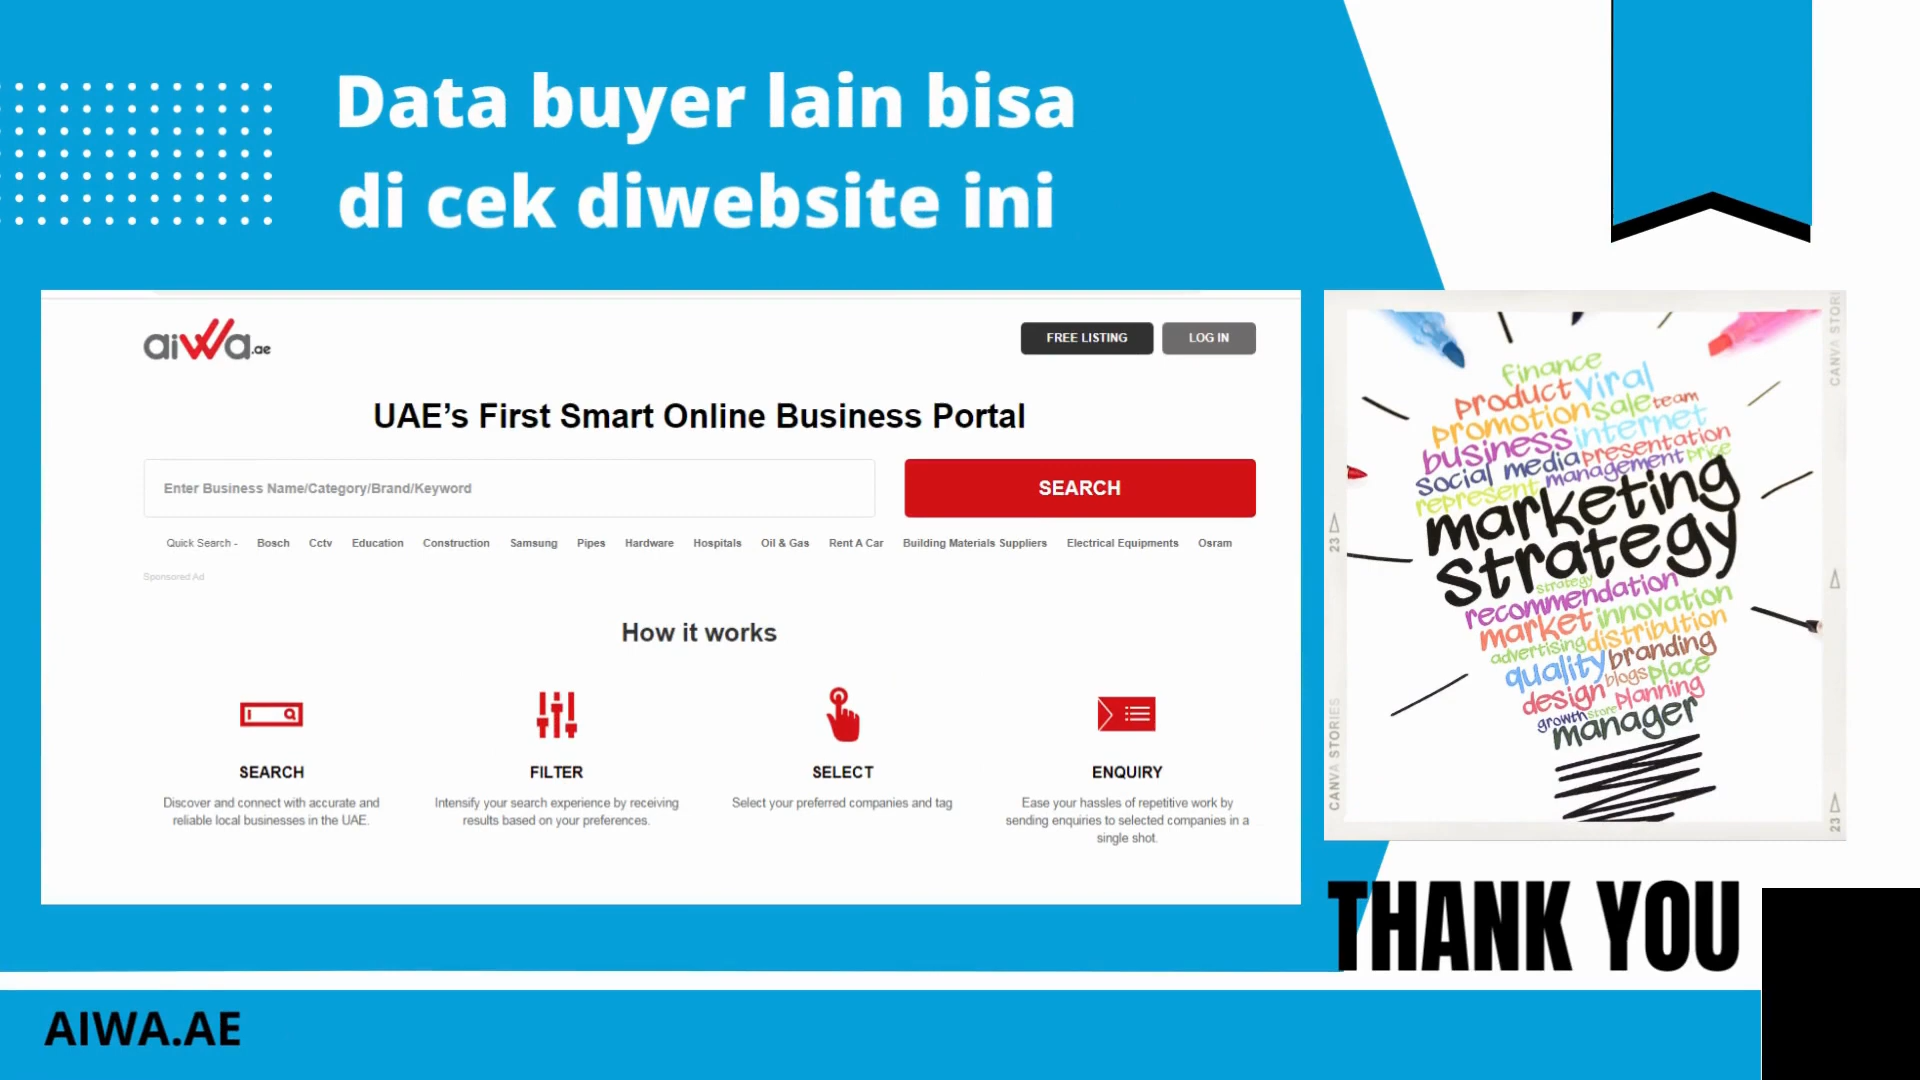 Data buyer lain bisa
di cek diwebsite ini
aiwa.ae
FREE LISTING
LOG IN
UAE’s First Smart Online Business Portal
Enter Business Name/Category/Brand/Keyword
SEARCH
Quick Search - Bosch Cctv Education Construction Samsung Pipes Hardware Hospitals Oil & Gas Rent A Car Building Materials Suppliers Electrical Equipments Osram
Sponsored Ad
How it works
SEARCH
Discover and connect with accurate and
reliable local businesses in the UAE.
FILTER
Intensify your search experience by receiving
results based on your preferences.
SELECT
Select your preferred companies and tag
ENQUIRY
Ease your hassles of repetitive work by
sending enquiries to selected companies in a
single shot.
CANVA STORI
23
CANVA STORIES
23
finance
product viral
promotion sale team
business internet
social media presentation
represent management price
marketing
strategy
strategy
recommendation
market innovation
advertising distribution
quality branding
design blogs place
growth store planning
manager
THANK YOU
AIWA.AE